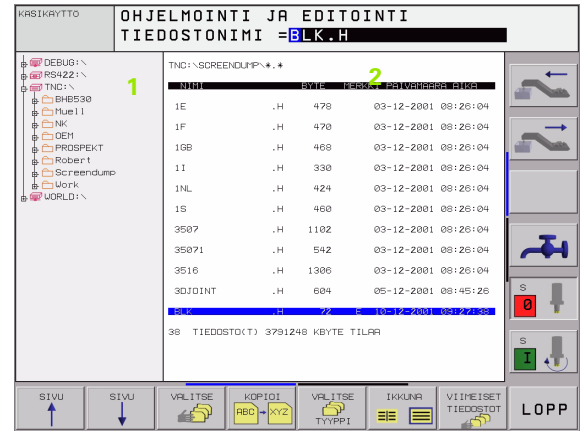 KÄSIKÄYTTÖ
OHJELMOINTI JA EDITOINTI
TIEDOSTONIMI =BLK.H
DEBUG:\
RS422:\
TNC:\
BHB530
Muell
NK
OEM
PROSPEKT
Robert
Screendump
Work
WORLD:\
1
TNC:\SCREENDUMP\*.*
2
NIMI BYTE MERKKI PÄIVÄMÄÄRÄ AIKA
1E .H 478 03-12-2001 08:26:04
1F .H 470 03-12-2001 08:26:04
1GB .H 468 03-12-2001 08:26:04
1I .H 330 03-12-2001 08:26:04
1NL .H 424 03-12-2001 08:26:04
1S .H 460 03-12-2001 08:26:04
3507 .H 1102 03-12-2001 08:26:04
35071 .H 542 03-12-2001 08:26:04
3516 .H 1306 03-12-2001 08:26:04
3DJOINT .H 604 05-12-2001 08:45:26
BLK .H 72 E 10-12-2001 09:27:38
38 TIEDOSTO(T) 3791248 KBYTE TILAA
S
0
S
I
SIVU
SIVU
VALITSE
KOPIOI
ABC XYZ
VALITSE
TYYPPI
IKKUNA
VIIMEISET
TIEDOSTOT
LOPP